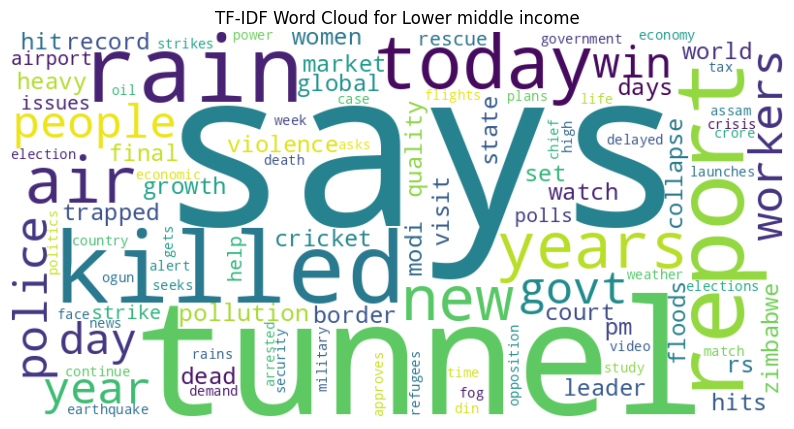 TF-IDF Word Cloud for Lower middle income
hit record strikes power women rescue government economy
airport rain market today win world
heavy oil global days tax
issues case flights plans life assam
people says week violence asks quality state chief high delayed crisis crore workers
election final death collapse launches
air economic growth set report
trapped watch
police politics killed cricket modi visit polls years
country gets help weather
ogun alert seeks new govt floods elections zimbabwe
face strike pollution border court pm
news day tunnel video match
year rains arrested security military dead opposition leader study rs
continue demand approves refugees time fog hits
earthquake din